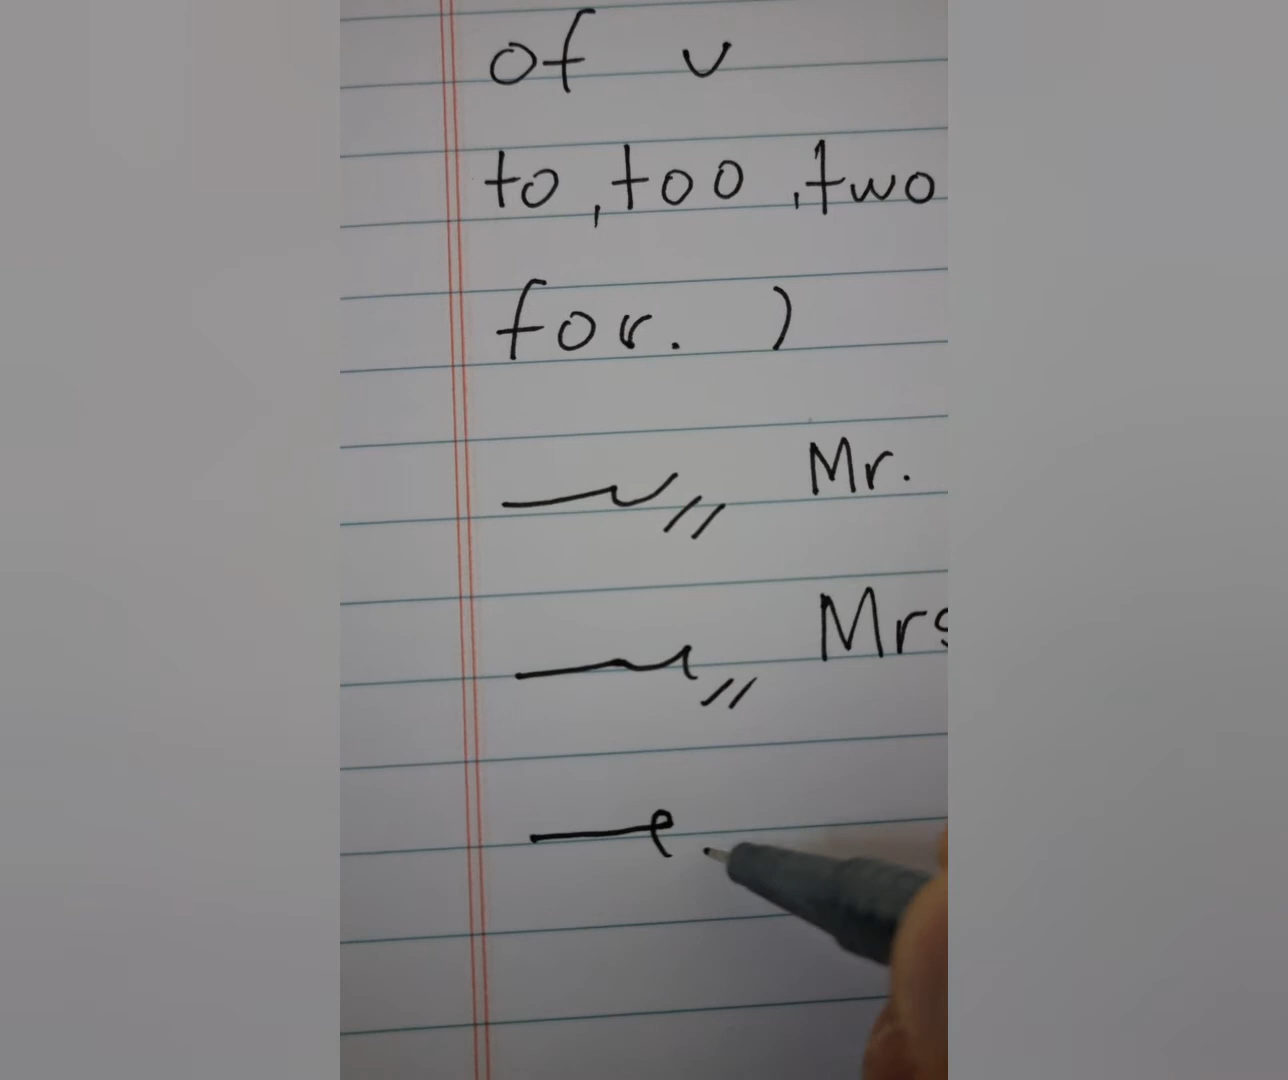 of
to, too, two
for.
Mr.
Mrs